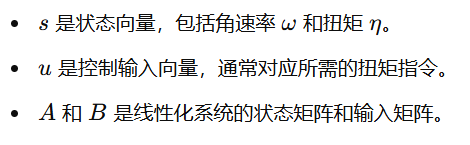 • s 是状态向量，包括角速率 ω 和扭矩 η。
• u 是控制输入向量，通常对应所需的扭矩指令。
• A 和 B 是线性化系统的状态矩阵和输入矩阵。